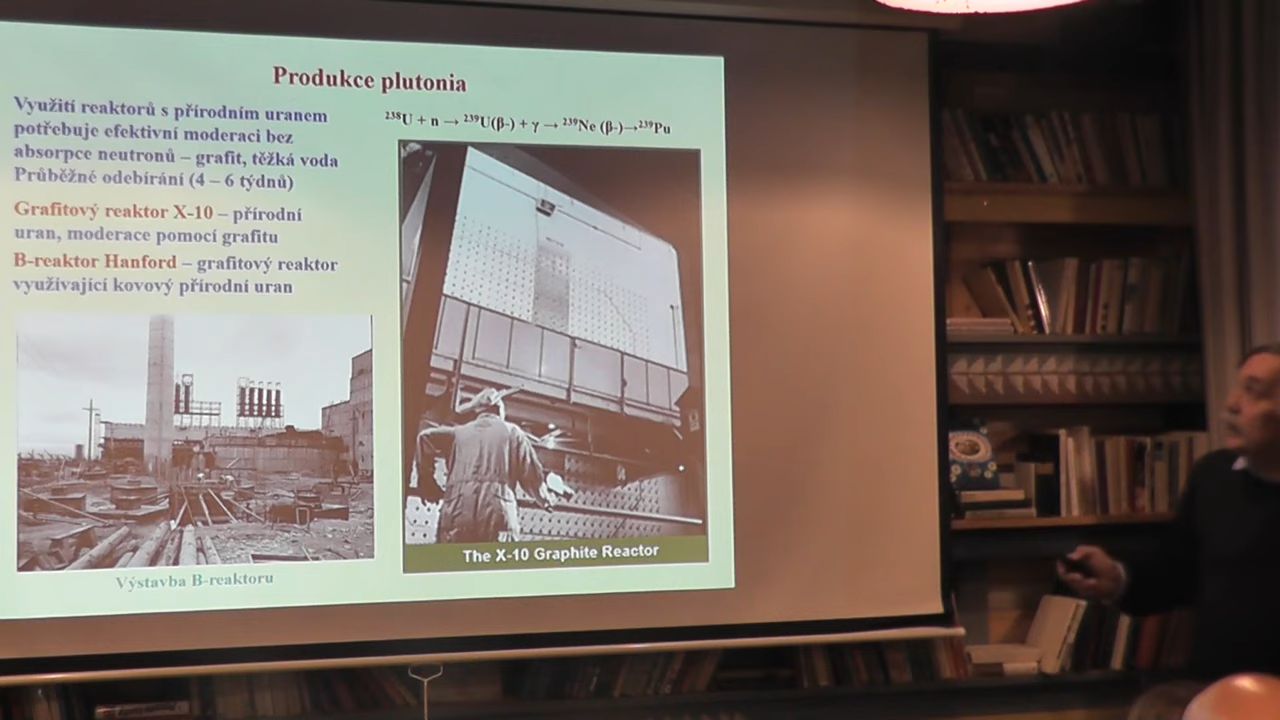 Produkce plutonia
Využití reaktorů s přírodním uranem
potřebuje efektivní moderaci bez
absorpce neutronů – grafit, těžká voda
Průběžné odebírání (4 – 6 týdnů)
²³⁸U + n → ²³⁹U(β-) + γ → ²³⁹Ne (β-)→²³⁹Pu
Grafitový reaktor X-10 – přírodní
uran, moderace pomocí grafitu
B-reaktor Hanford – grafitový reaktor
využívající kovový přírodní uran
The X-10 Graphite Reactor
Výstavba B-reaktoru